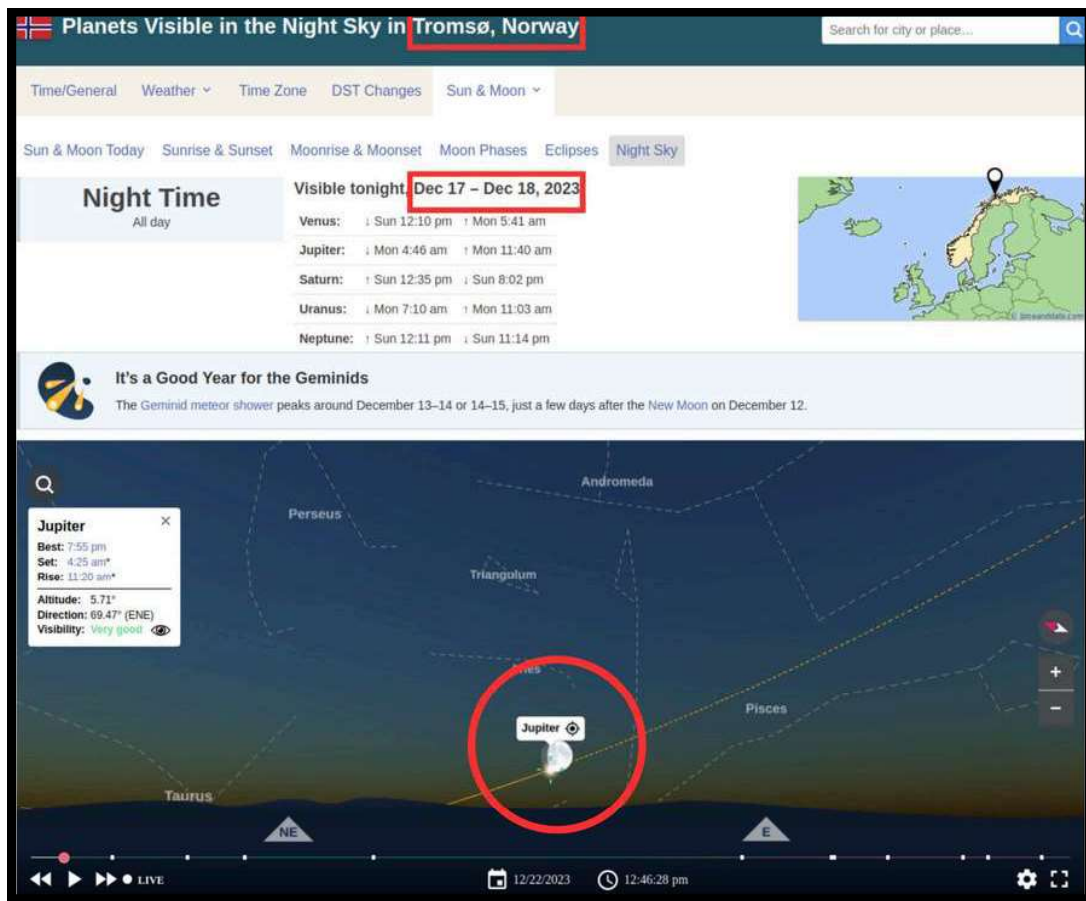 Planets Visible in the Night Sky in Tromsø, Norway
Search for city or place...
Time/General Weather Time Zone DST Changes Sun & Moon
Sun & Moon Today Sunrise & Sunset Moonrise & Moonset Moon Phases Eclipses Night Sky
Night Time
All day
Visible tonight, Dec 17 – Dec 18, 2023
Venus: ↓ Sun 12:10 pm ↑ Mon 5:41 am
Jupiter: ↓ Mon 4:46 am ↑ Mon 11:40 am
Saturn: ↑ Sun 12:35 pm ↓ Sun 8:02 pm
Uranus: ↓ Mon 7:10 am ↑ Mon 11:03 am
Neptune: ↑ Sun 12:11 pm ↓ Sun 11:14 pm
© timeanddate.com
It's a Good Year for the Geminids
The Geminid meteor shower peaks around December 13–14 or 14–15, just a few days after the New Moon on December 12.
Andromeda
Perseus
Triangulum
Aries
Pisces
Taurus
Jupiter
Best: 7:55 pm
Set: 4:25 am*
Rise: 11:20 am*
Altitude: 5.71°
Direction: 69.47° (ENE)
Visibility: Very good
Jupiter
NE
E
LIVE
12/22/2023
12:46:28 pm